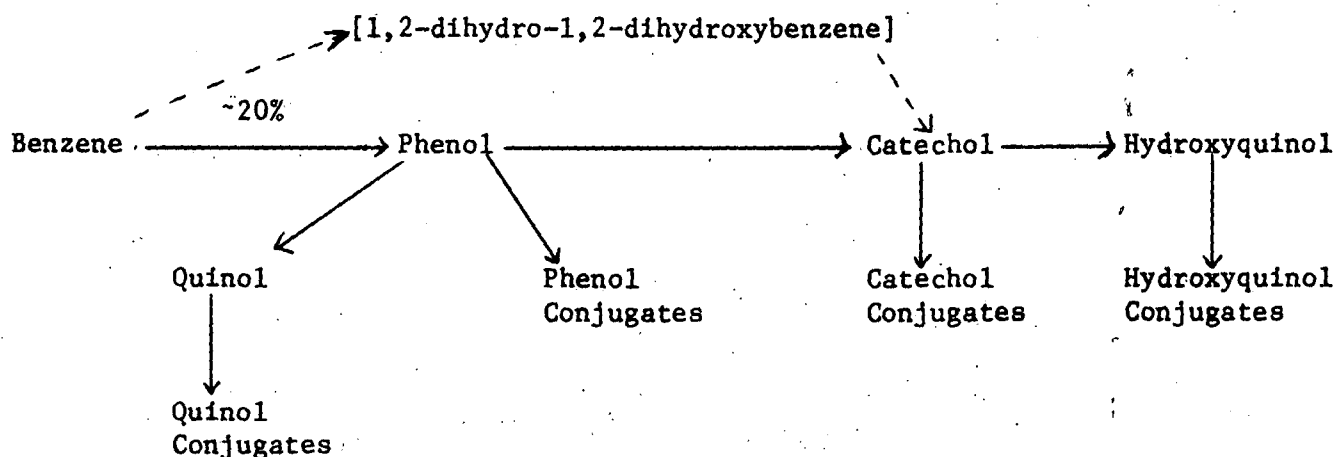 [1,2-dihydro-1,2-dihydroxybenzene]
~20%
Benzene
Phenol
Catechol
Hydroxyquinol
Quinol
Phenol
Conjugates
Catechol
Conjugates
Hydroxyquinol
Conjugates
Quinol
Conjugates